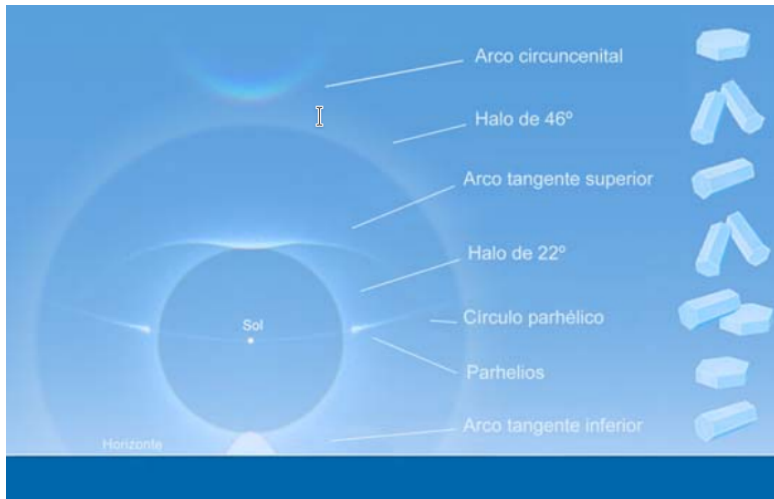 Arco circuncenital
Halo de 46º
Arco tangente superior
Halo de 22º
Sol
Círculo parhélico
Parhelios
Arco tangente inferior
Horizonte